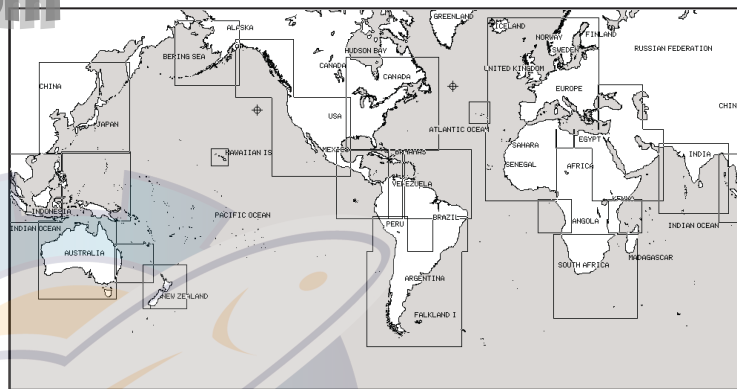 GREENLAND
ICELAND
ALASKA
NORWAY
FINLAND
HUDSON BAY
SWEDEN
RUSSIAN FEDERATION
BERING SEA
CANADA
UNITED KINGDOM
CANADA
CHINA
EUROPE
CHIN
USA
JAPAN
ATLANTIC OCEAN
EGYPT
SAHARA
MEXICO
HAWAIIAN IS
INDIA
SENEGAL
AFRICA
VENEZUELA
KENYA
INDONESIA
PACIFIC OCEAN
BRAZIL
ANGOLA
PERU
INDIAN OCEAN
INDIAN OCEAN
AUSTRALIA
MADAGASCAR
SOUTH AFRICA
ARGENTINA
NEW ZEALAND
FALKLAND I